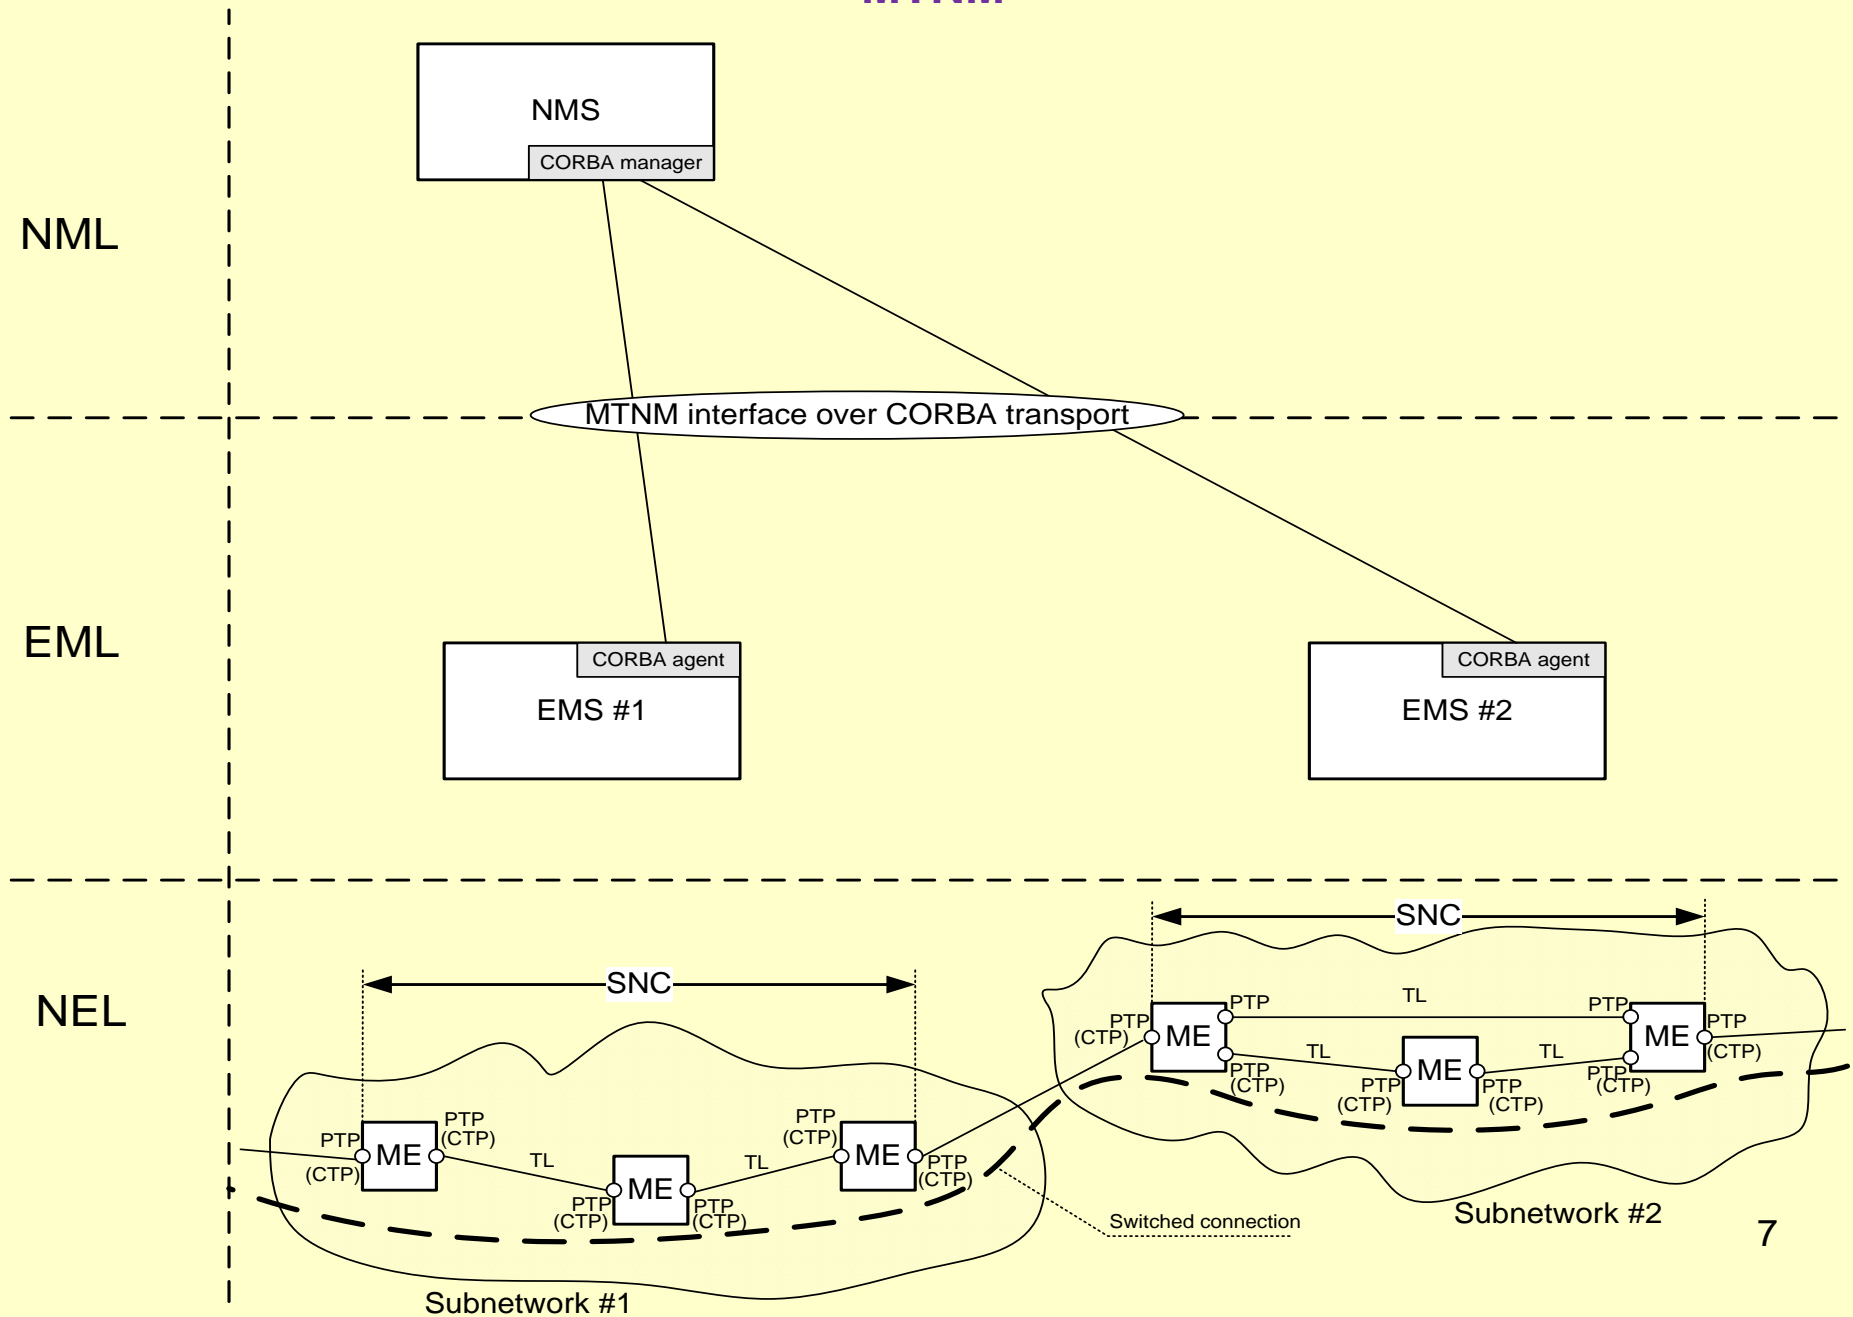 MTNM
NMS
CORBA manager
NML
MTNM interface over CORBA transport
EML
CORBA agent
EMS #1
CORBA agent
EMS #2
NEL
SNC
SNC
PTP
(CTP)
ME
PTP
TL
PTP
ME
PTP
(CTP)
PTP
(CTP)
TL
PTP
(CTP)
ME
PTP
(CTP)
TL
PTP
(CTP)
PTP
(CTP)
ME
PTP
(CTP)
TL
PTP
(CTP)
ME
PTP
(CTP)
TL
PTP
(CTP)
ME
PTP
(CTP)
Switched connection
Subnetwork #2
7
Subnetwork #1